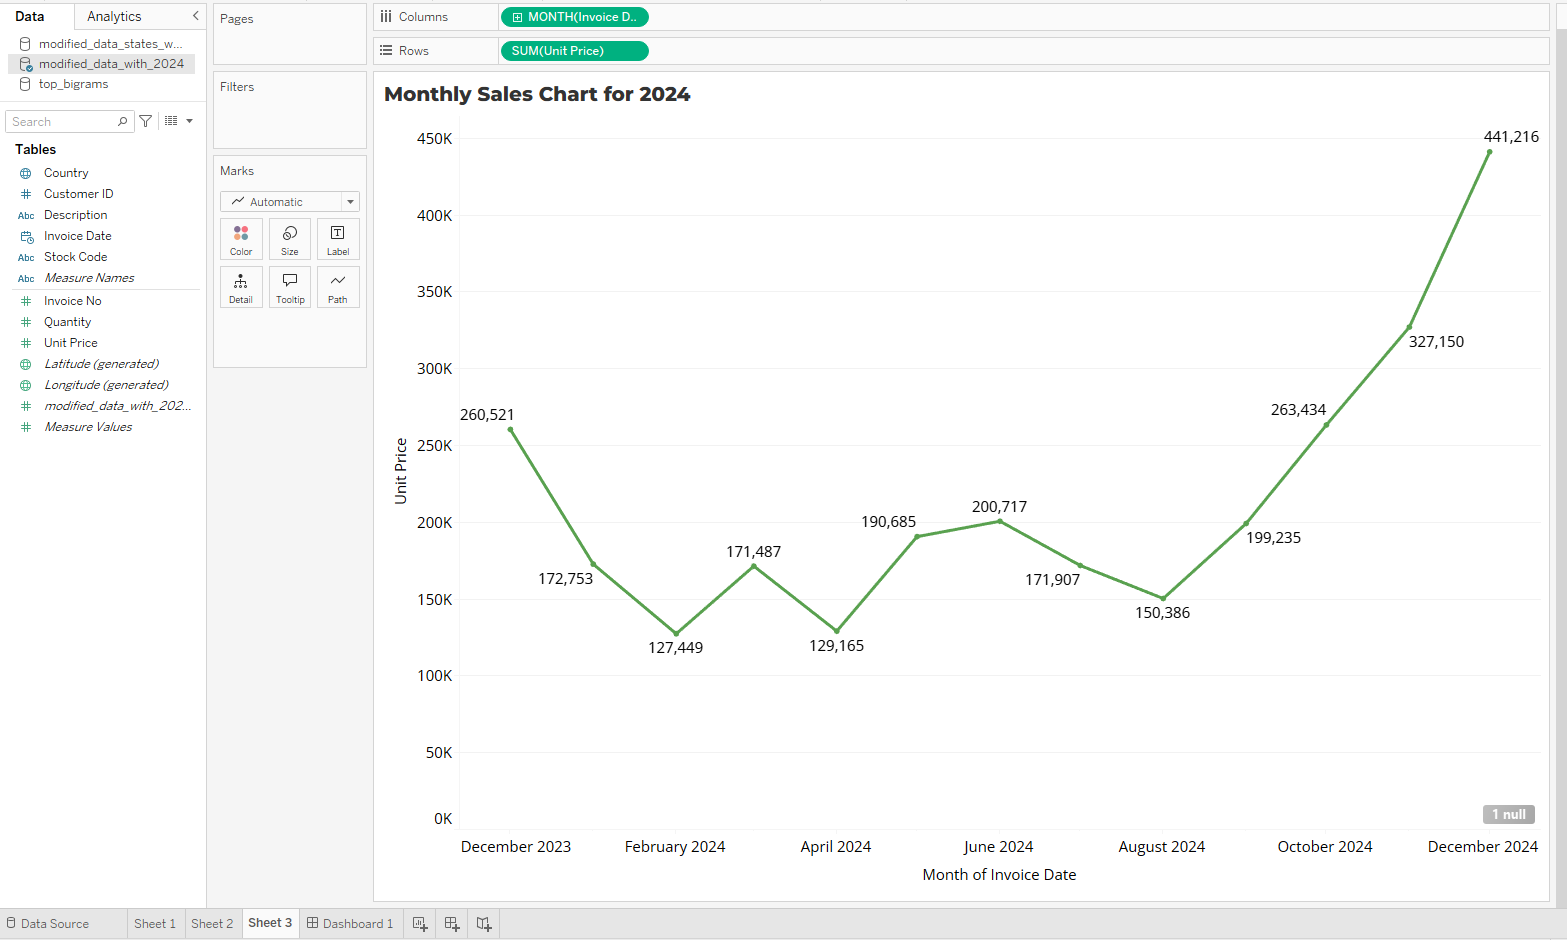 Data
Analytics
modified_data_states_w...
modified_data_with_2024
top_bigrams
Search
Tables
Country
Customer ID
Abc Description
Invoice Date
Abc Stock Code
Abc Measure Names
Invoice No
Quantity
Unit Price
Latitude (generated)
Longitude (generated)
modified_data_with_202...
Measure Values
Pages
Filters
Marks
Automatic
Color Size Label
Detail Tooltip Path
Columns
MONTH(Invoice D..
Rows
SUM(Unit Price)
Monthly Sales Chart for 2024
450K
400K
350K
300K
250K
200K
150K
100K
50K
0K
Unit Price
260,521
172,753
127,449
171,487
129,165
190,685
200,717
171,907
150,386
199,235
263,434
327,150
441,216
1 null
December 2023 February 2024 April 2024 June 2024 August 2024 October 2024 December 2024
Month of Invoice Date
Data Source Sheet 1 Sheet 2 Sheet 3 Dashboard 1